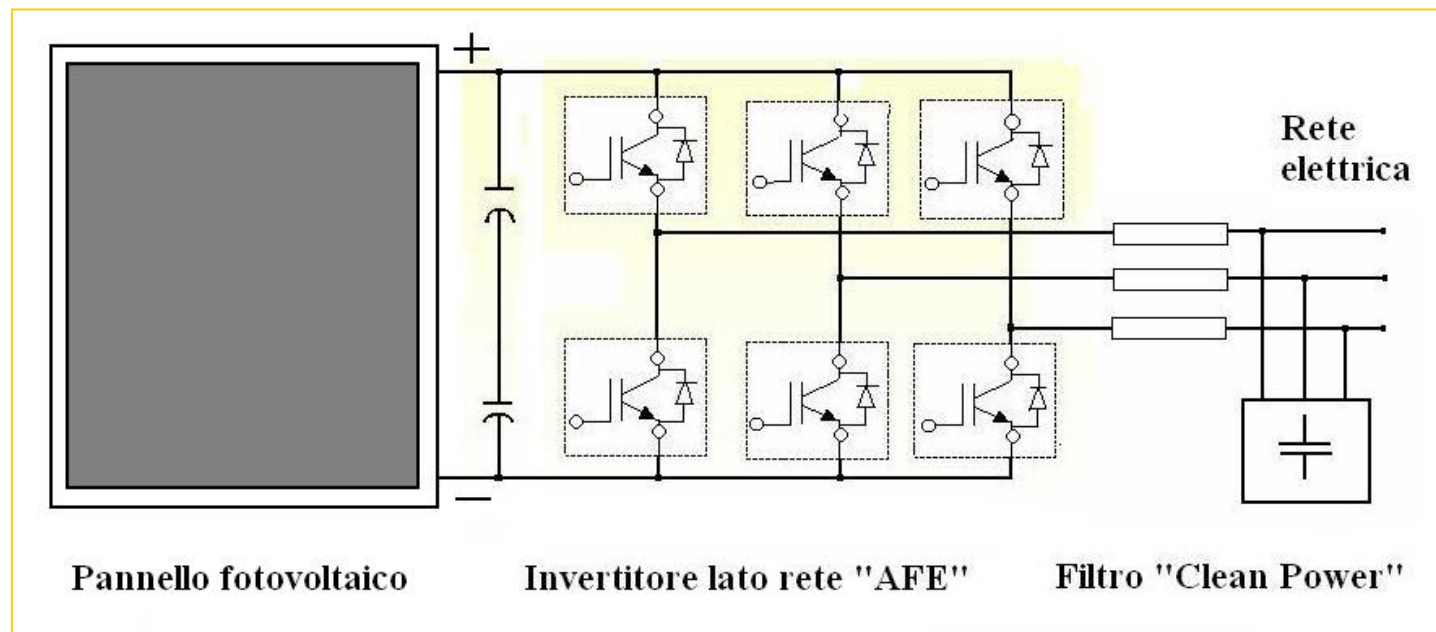 +
Rete
elettrica
−
Pannello fotovoltaico
Invertitore lato rete "AFE"
Filtro "Clean Power"